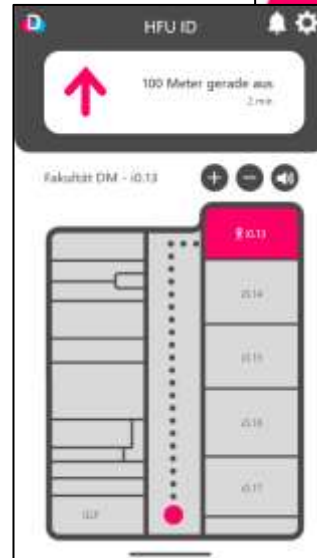 HFU ID
100 Meter gerade aus
2 min
Fakultät DM - i0.13
i0.13
i0.14
i0.15
i0.16
i0.17